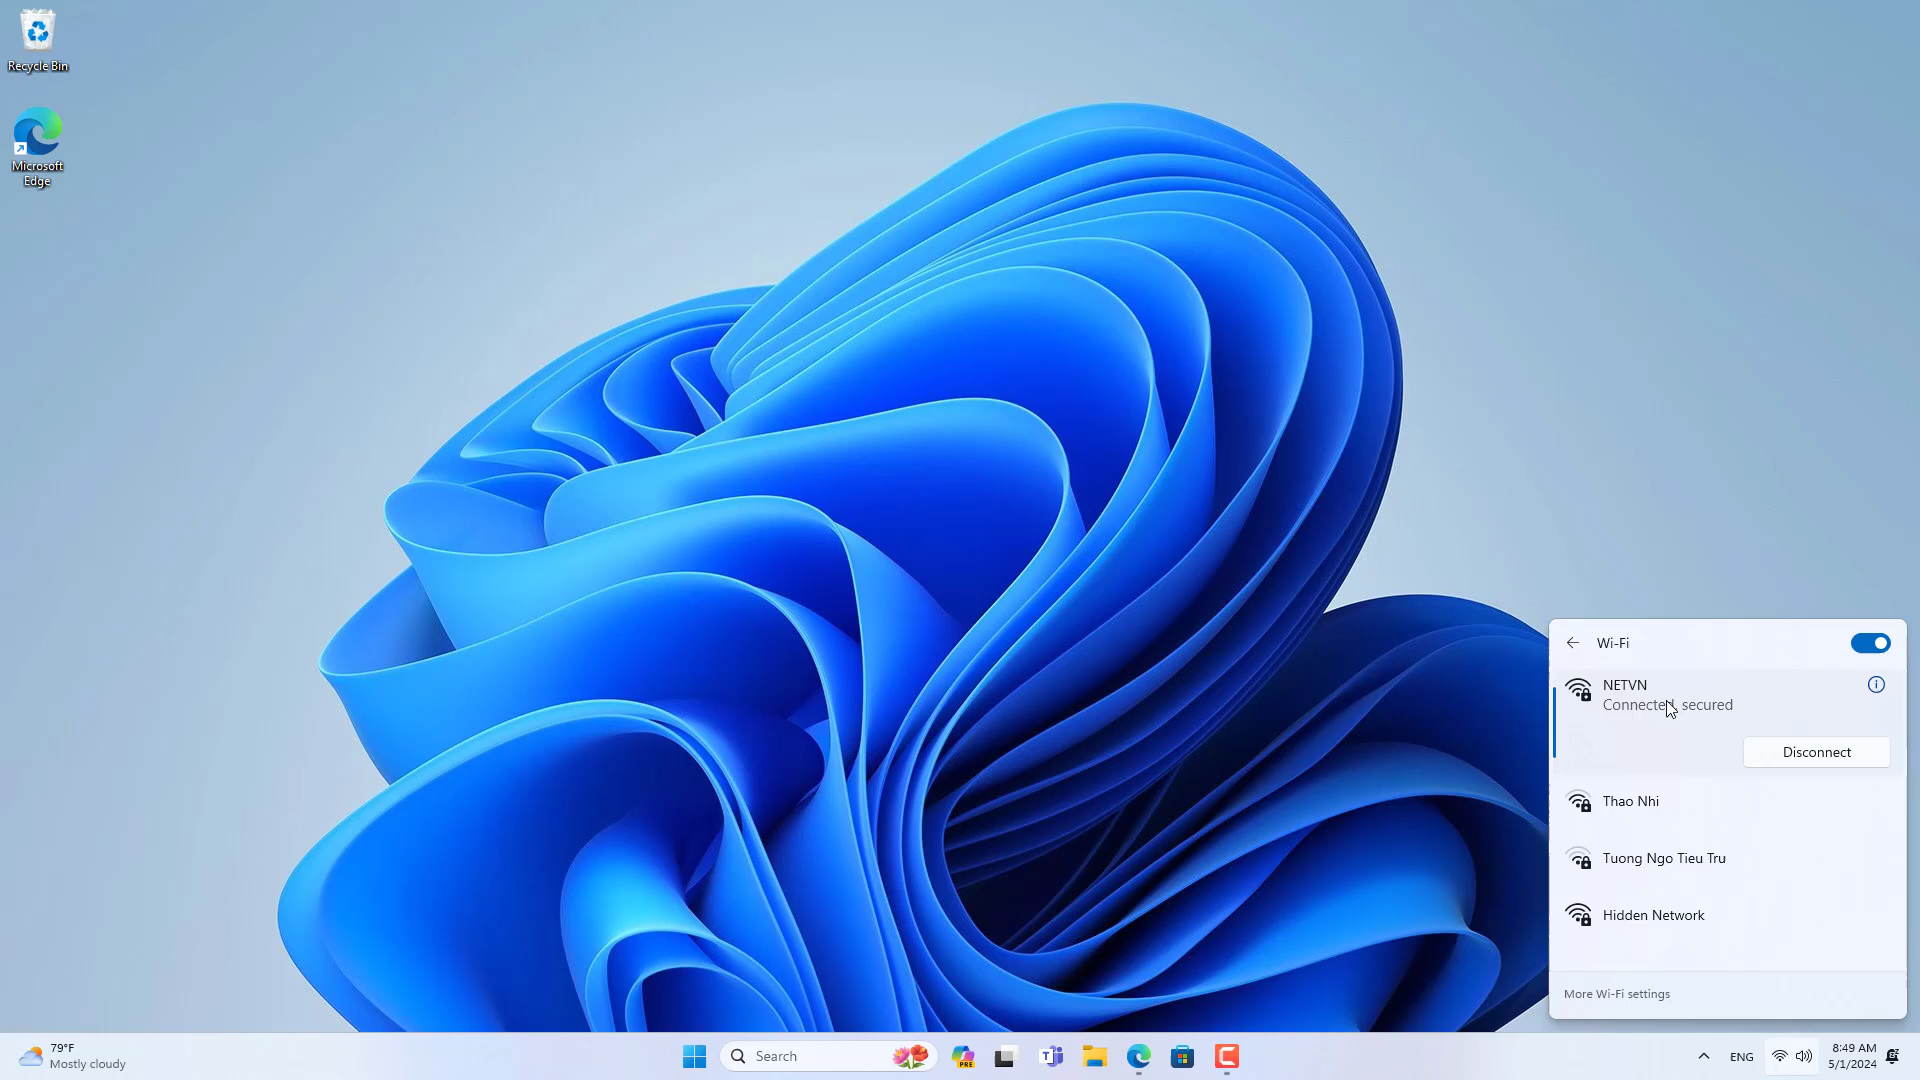 Recycle Bin
Microsoft
Edge
Wi-Fi
NETVN
Connected, secured
Disconnect
Thao Nhi
Tuong Ngo Tieu Tru
Hidden Network
More Wi-Fi settings
79°F
Mostly cloudy
Search
PRE
T
C
ENG
8:49 AM
5/1/2024